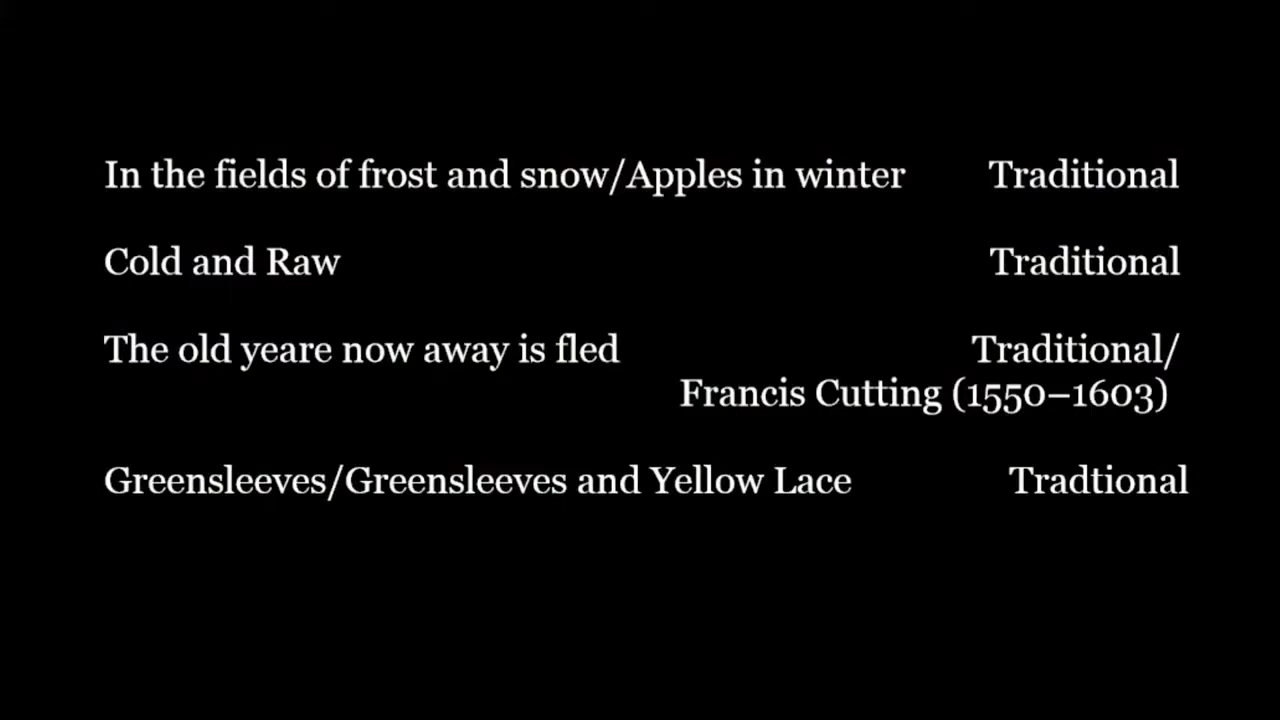 In the fields of frost and snow/Apples in winter Traditional
Cold and Raw Traditional
The old yeare now away is fled Traditional/
Francis Cutting (1550–1603)
Greensleeves/Greensleeves and Yellow Lace Tradtional